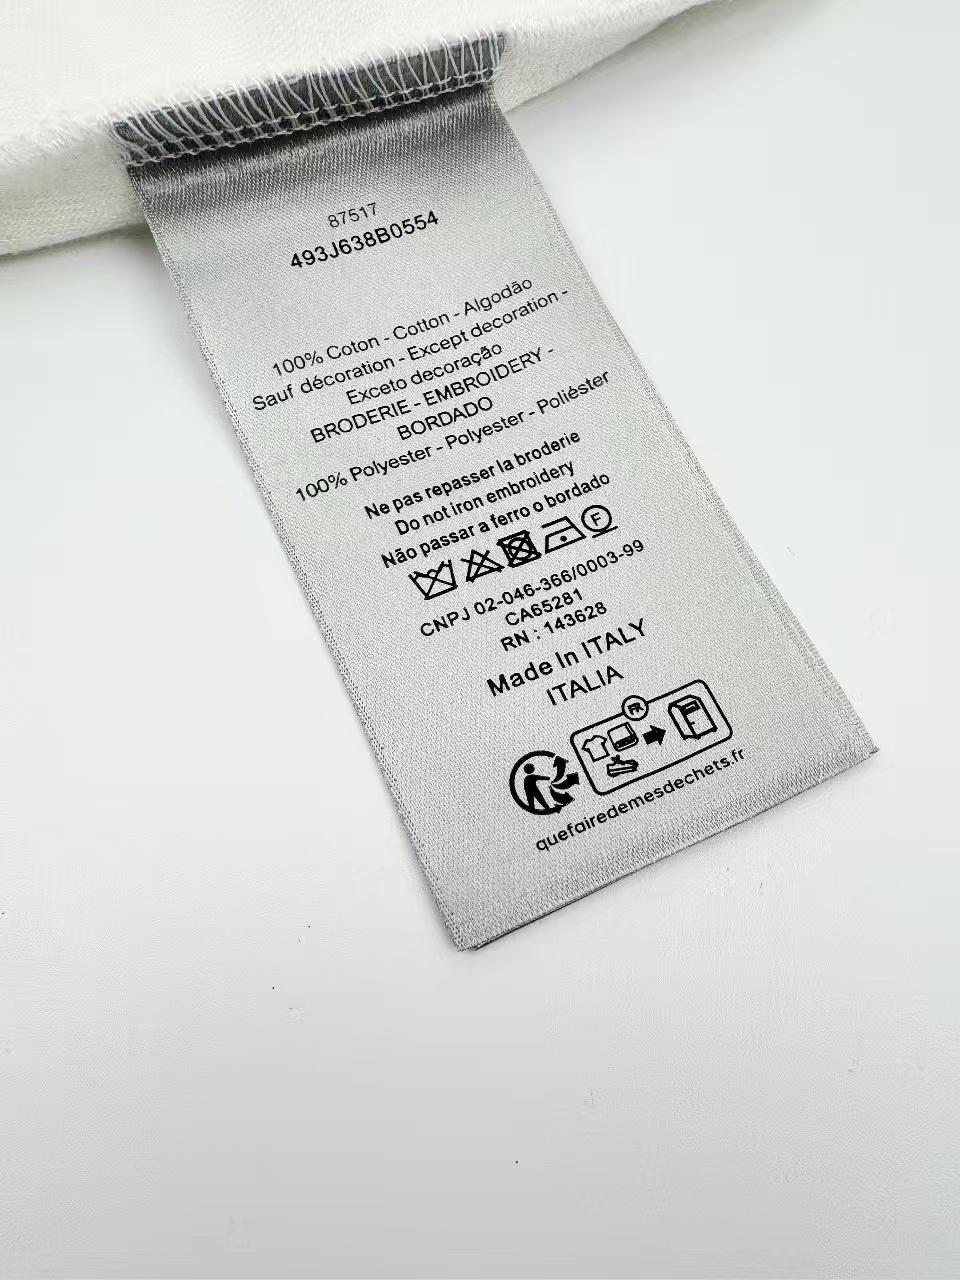 87517
493J638B0554
100% Coton - Cotton - Algodão
Sauf décoration - Except decoration -
Exceto decoração
BRODERIE - EMBROIDERY -
BORDADO
100% Polyester - Polyester - Poliéster
Ne pas repasser la broderie
Do not iron embroidery
Não passar a ferro o bordado
F
CNPJ 02-046-366/0003-99
CA65281
RN : 143628
Made In ITALY
ITALIA
FR
quefairedemesdechets.fr